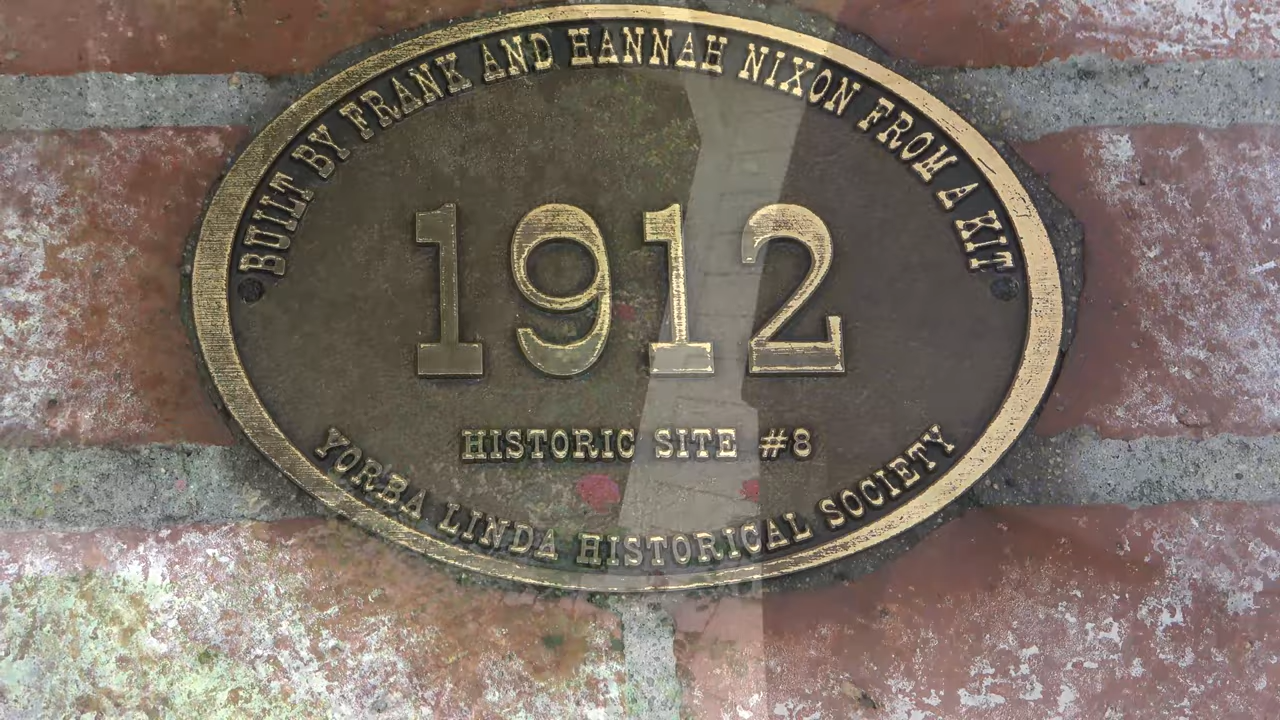 BUILT BY FRANK AND HANNAH NIXON FROM A KIT
1912
HISTORIC SITE #8
YORBA LINDA HISTORICAL SOCIETY